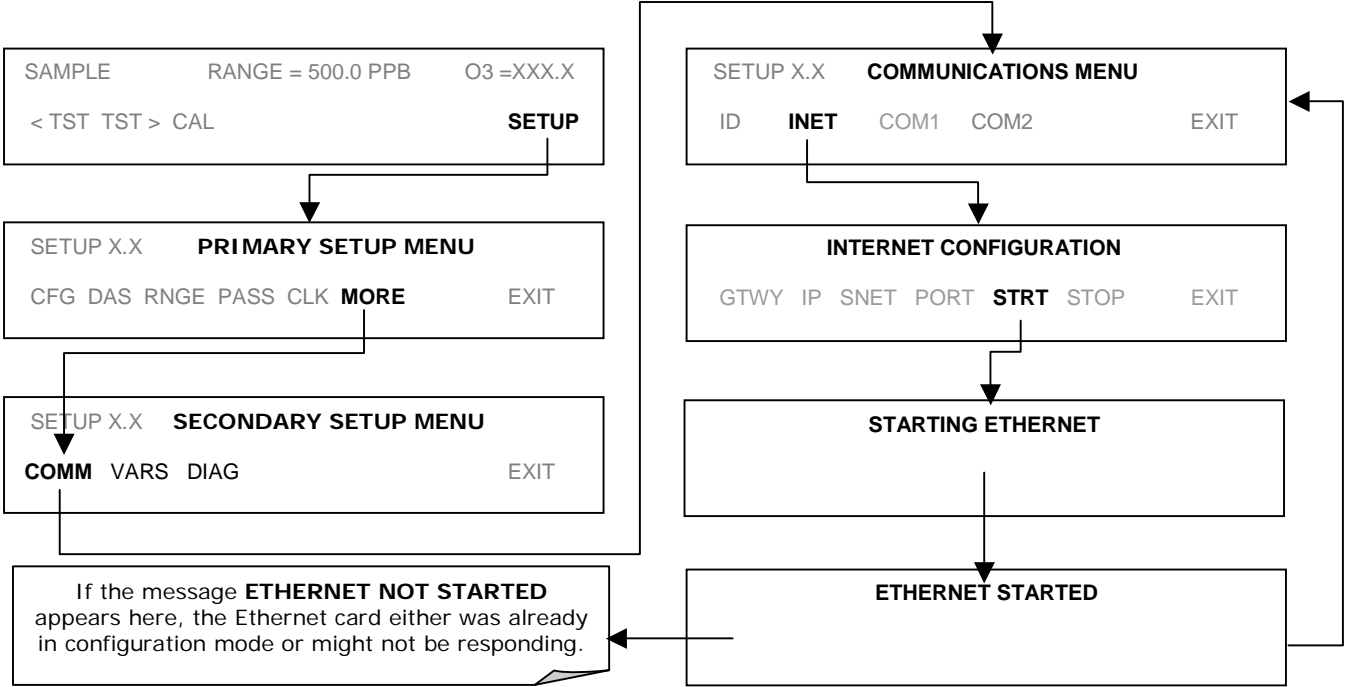 SAMPLE RANGE = 500.0 PPB O3 =XXX.X
< TST TST > CAL SETUP
SETUP X.X PRIMARY SETUP MENU
CFG DAS RNGE PASS CLK MORE EXIT
SETUP X.X SECONDARY SETUP MENU
COMM VARS DIAG EXIT
If the message ETHERNET NOT STARTED
appears here, the Ethernet card either was already
in configuration mode or might not be responding.
SETUP X.X COMMUNICATIONS MENU
ID INET COM1 COM2 EXIT
INTERNET CONFIGURATION
GTWY IP SNET PORT STRT STOP EXIT
STARTING ETHERNET
ETHERNET STARTED